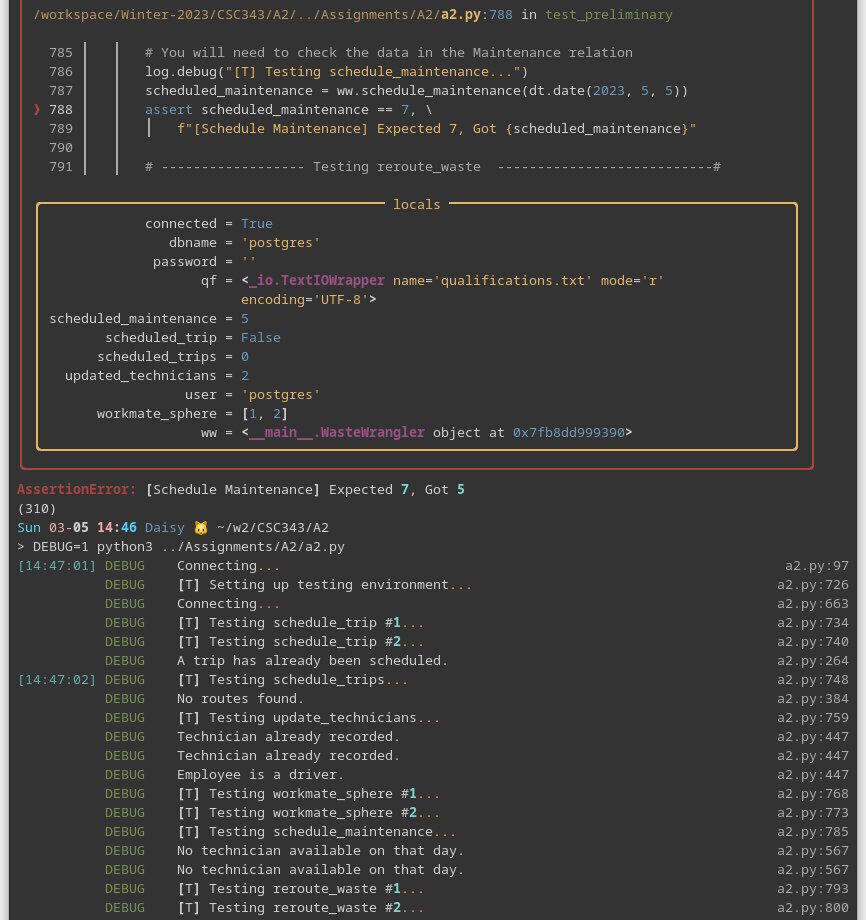 /workspace/Winter-2023/CSC343/A2/../Assignments/A2/a2.py:788 in test_preliminary
785 # You will need to check the data in the Maintenance relation
786 log.debug("[T] Testing schedule_maintenance...")
787 scheduled_maintenance = ww.schedule_maintenance(dt.date(2023, 5, 5))
❱ 788 assert scheduled_maintenance == 7, \
789 f"[Schedule Maintenance] Expected 7, Got {scheduled_maintenance}"
790
791 # ------------------ Testing reroute_waste ---------------------------#
locals
connected = True
dbname = 'postgres'
password = ''
qf = <_io.TextIOWrapper name='qualifications.txt' mode='r'
encoding='UTF-8'>
scheduled_maintenance = 5
scheduled_trip = False
scheduled_trips = 0
updated_technicians = 2
user = 'postgres'
workmate_sphere = [1, 2]
ww = <__main__.WasteWrangler object at 0x7fb8dd999390>
AssertionError: [Schedule Maintenance] Expected 7, Got 5
(310)
Sun 03-05 14:46 Daisy 🐱 ~/w2/CSC343/A2
> DEBUG=1 python3 ../Assignments/A2/a2.py
[14:47:01] DEBUG Connecting... a2.py:97
DEBUG [T] Setting up testing environment... a2.py:726
DEBUG Connecting... a2.py:663
DEBUG [T] Testing schedule_trip #1... a2.py:734
DEBUG [T] Testing schedule_trip #2... a2.py:740
DEBUG A trip has already been scheduled. a2.py:264
[14:47:02] DEBUG [T] Testing schedule_trips... a2.py:748
DEBUG No routes found. a2.py:384
DEBUG [T] Testing update_technicians... a2.py:759
DEBUG Technician already recorded. a2.py:447
DEBUG Technician already recorded. a2.py:447
DEBUG Employee is a driver. a2.py:447
DEBUG [T] Testing workmate_sphere #1... a2.py:768
DEBUG [T] Testing workmate_sphere #2... a2.py:773
DEBUG [T] Testing schedule_maintenance... a2.py:785
DEBUG No technician available on that day. a2.py:567
DEBUG No technician available on that day. a2.py:567
DEBUG [T] Testing reroute_waste #1... a2.py:793
DEBUG [T] Testing reroute_waste #2... a2.py:800